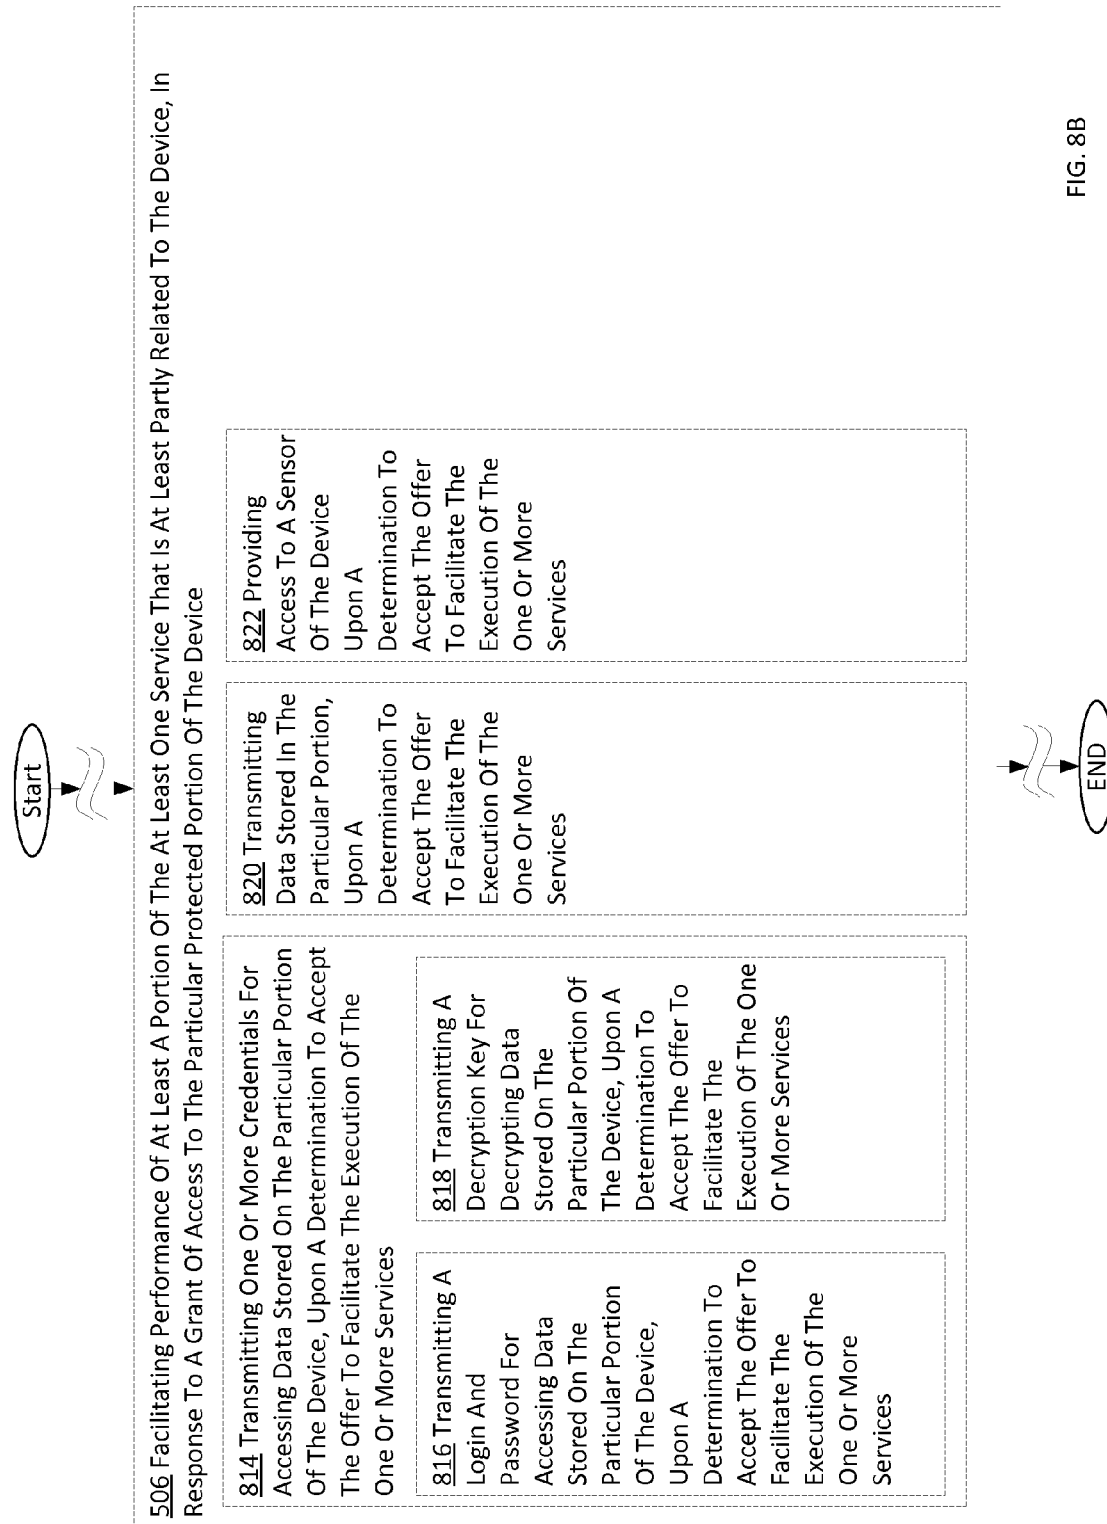 Start
506 Facilitating Performance Of At Least A Portion Of The At Least One Service That Is At Least Partly Related To The Device, In
Response To A Grant Of Access To The Particular Protected Portion Of The Device
814 Transmitting One Or More Credentials For
Accessing Data Stored On The Particular Portion
Of The Device, Upon A Determination To Accept
The Offer To Facilitate The Execution Of The
One Or More Services
816 Transmitting A
Login And
Password For
Accessing Data
Stored On The
Particular Portion
Of The Device,
Upon A
Determination To
Accept The Offer To
Facilitate The
Execution Of The
One Or More
Services
818 Transmitting A
Decryption Key For
Decrypting Data
Stored On The
Particular Portion Of
The Device, Upon A
Determination To
Accept The Offer To
Facilitate The
Execution Of The One
Or More Services
820 Transmitting
Data Stored In The
Particular Portion,
Upon A
Determination To
Accept The Offer
To Facilitate The
Execution Of The
One Or More
Services
822 Providing
Access To A Sensor
Of The Device
Upon A
Determination To
Accept The Offer
To Facilitate The
Execution Of The
One Or More
Services
END
FIG. 8B